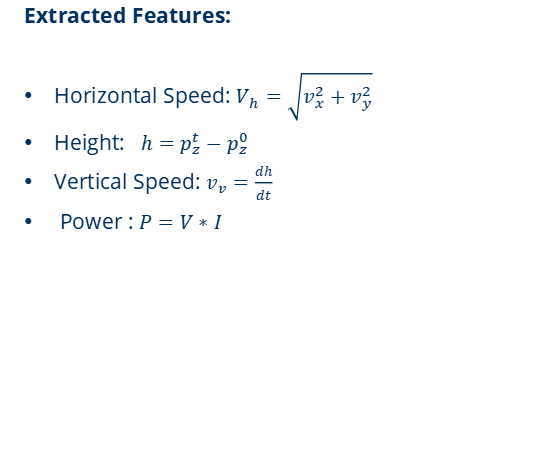 Extracted Features:
• Horizontal Speed: V_h = √(v_x^2 + v_y^2)
• Height: h = p_z^t − p_z^0
• Vertical Speed: v_v = dh/dt
• Power : P = V * I